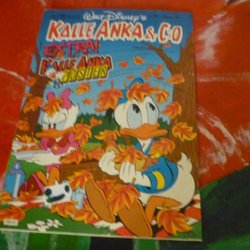 WALT DISNEY'S
KALLE ANKA & C:O
EXTRA!
KALLE ANKA